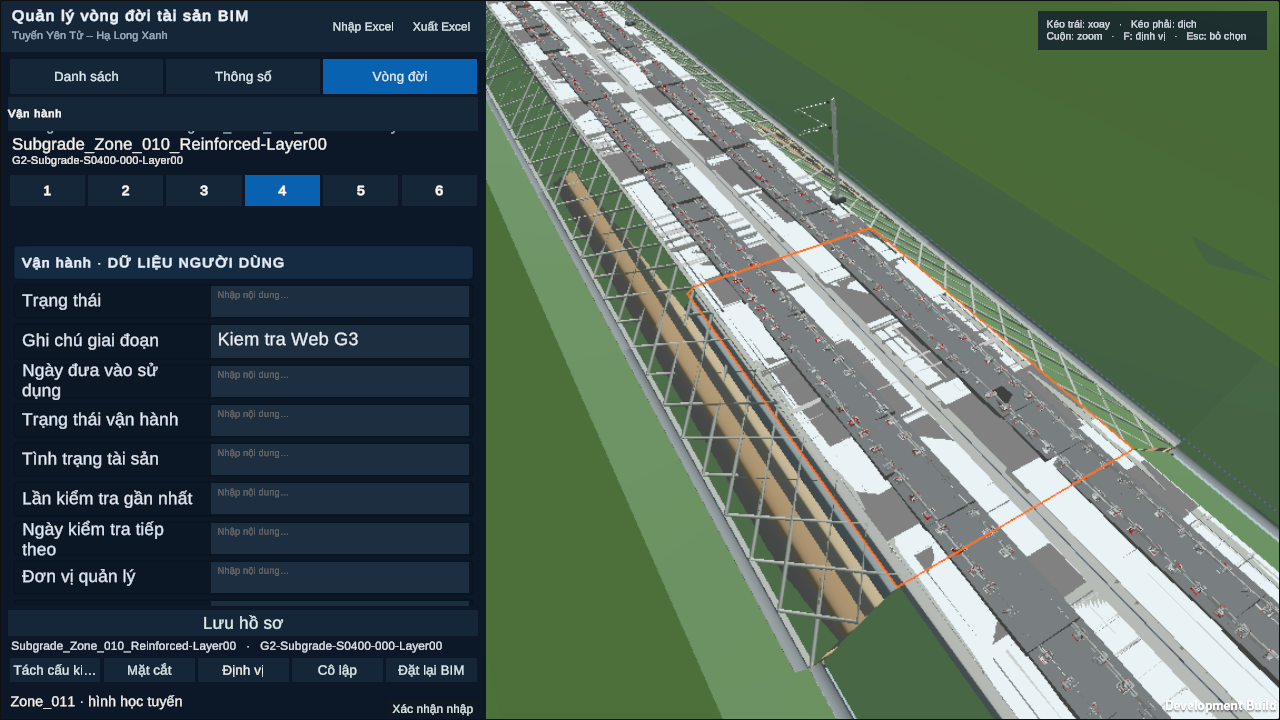 Quản lý vòng đời tài sản BIM
Tuyến Yên Tử – Hạ Long Xanh
Nhập Excel
Xuất Excel
Danh sách
Thông số
Vòng đời
Vận hành
Subgrade_Zone_010_Reinforced-Layer00
G2-Subgrade-S0400-000-Layer00
1
2
3
4
5
6
Vận hành · DỮ LIỆU NGƯỜI DÙNG
Trạng thái
Nhập nội dung...
Ghi chú giai đoạn
Kiem tra Web G3
Ngày đưa vào sử
dụng
Nhập nội dung...
Trạng thái vận hành
Nhập nội dung...
Tình trạng tài sản
Nhập nội dung...
Lần kiểm tra gần nhất
Nhập nội dung...
Ngày kiểm tra tiếp
theo
Nhập nội dung...
Đơn vị quản lý
Nhập nội dung...
Lưu hồ sơ
Subgrade_Zone_010_Reinforced-Layer00 · G2-Subgrade-S0400-000-Layer00
Tách cấu ki...
Mặt cắt
Định vị
Cô lập
Đặt lại BIM
Zone_011 · hình học tuyến
Xác nhận nhập
Kéo trái: xoay · Kéo phải: dịch
Cuộn: zoom · F: định vị · Esc: bỏ chọn
Development Build